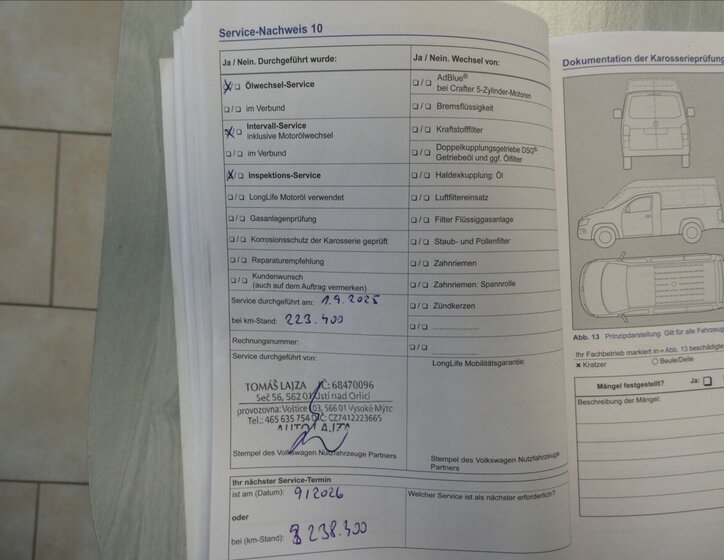 Service-Nachweis 10
Ja / Nein. Durchgeführt wurde:
☒/☐ Ölwechsel-Service
☐/☐ im Verbund
☒/☐ Intervall-Service
inklusive Motorölwechsel
☐/☐ im Verbund
☒/☐ Inspektions-Service
☐/☐ LongLife Motoröl verwendet
☐/☐ Gasanlagenprüfung
☐/☐ Korrosionsschutz der Karosserie geprüft
☐/☐ Reparaturempfehlung
☐/☐ Kundenwunsch
(auch auf dem Auftrag vermerken)
Service durchgeführt am: 1.9.2025
bei km-Stand: 223.400
Rechnungsnummer:
Service durchgeführt von:
TOMÁŠ LAJZA IČ: 68470096
Seč 56, 562 01 Ústí nad Orlicí
provozovna: Voštice 103, 566 01 Vysoké Mýto
Tel.: 465 635 754 DIČ: CZ7412223665
Stempel des Volkswagen Nutzfahrzeuge Partners
Ihr nächster Service-Termin
ist am (Datum): 9/2026
oder
bei (km-Stand): 238.400
Ja / Nein. Wechsel von:
☐/☐ AdBlue®
bei Crafter 5-Zylinder-Motoren
☐/☐ Bremsflüssigkeit
☐/☐ Kraftstofffilter
☐/☐ Doppelkupplungsgetriebe DSG®:
Getriebeöl und ggf. Ölfilter
☐/☐ Haldexkupplung: Öl
☐/☐ Luftfiltereinsatz
☐/☐ Filter Flüssiggasanlage
☐/☐ Staub- und Pollenfilter
☐/☐ Zahnriemen
☐/☐ Zahnriemen: Spannrolle
☐/☐ Zündkerzen
☐/☐ ....................
☐/☐ ....................
LongLife Mobilitätsgarantie:
Stempel des Volkswagen Nutzfahrzeuge
Partners
Welcher Service ist als nächster erforderlich?
Dokumentation der Karosserieprüfung
Abb. 13 Prinzipdarstellung. Gilt für alle Fahrzeug
Ihr Fachbetrieb markiert in ⇒ Abb. 13 beschädigte
× Kratzer ○ Beule/Delle
Mängel festgestellt? Ja: ☐
Beschreibung der Mängel: